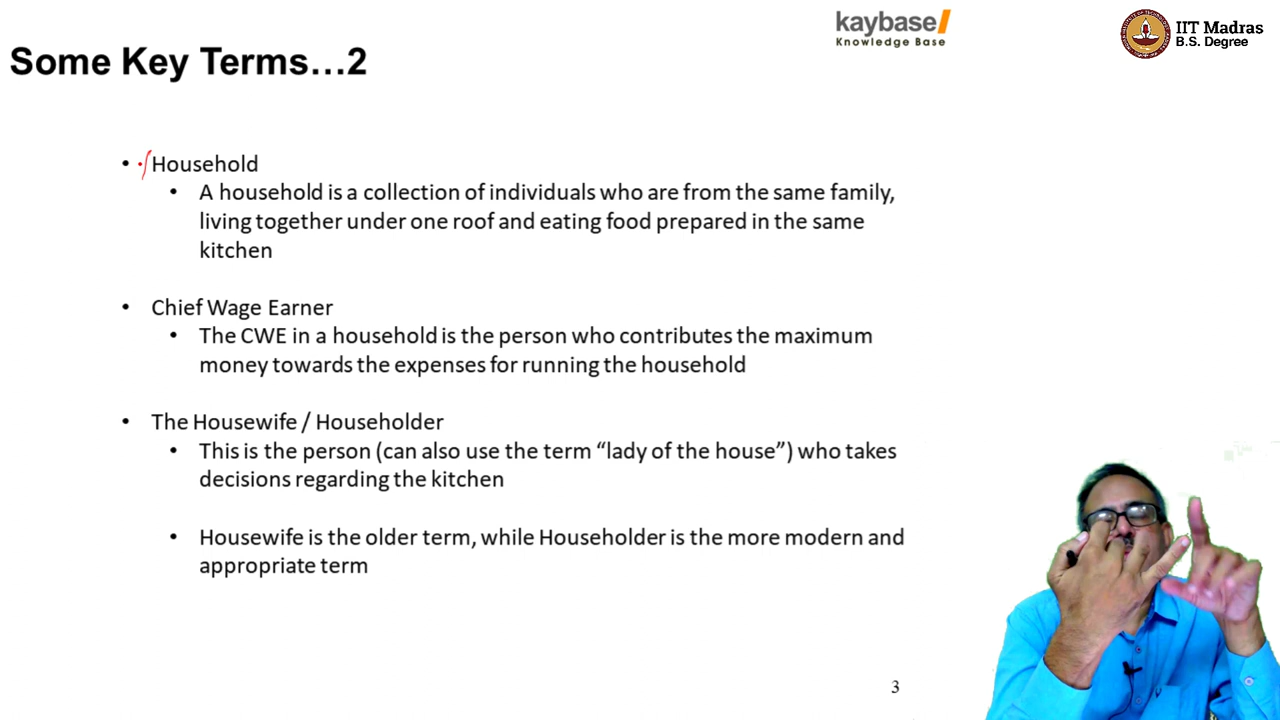 kaybase
Knowledge Base
IIT Madras
B.S. Degree
Some Key Terms…2
• Household
• A household is a collection of individuals who are from the same family,
living together under one roof and eating food prepared in the same
kitchen
• Chief Wage Earner
• The CWE in a household is the person who contributes the maximum
money towards the expenses for running the household
• The Housewife / Householder
• This is the person (can also use the term “lady of the house”) who takes
decisions regarding the kitchen
• Housewife is the older term, while Householder is the more modern and
appropriate term
3